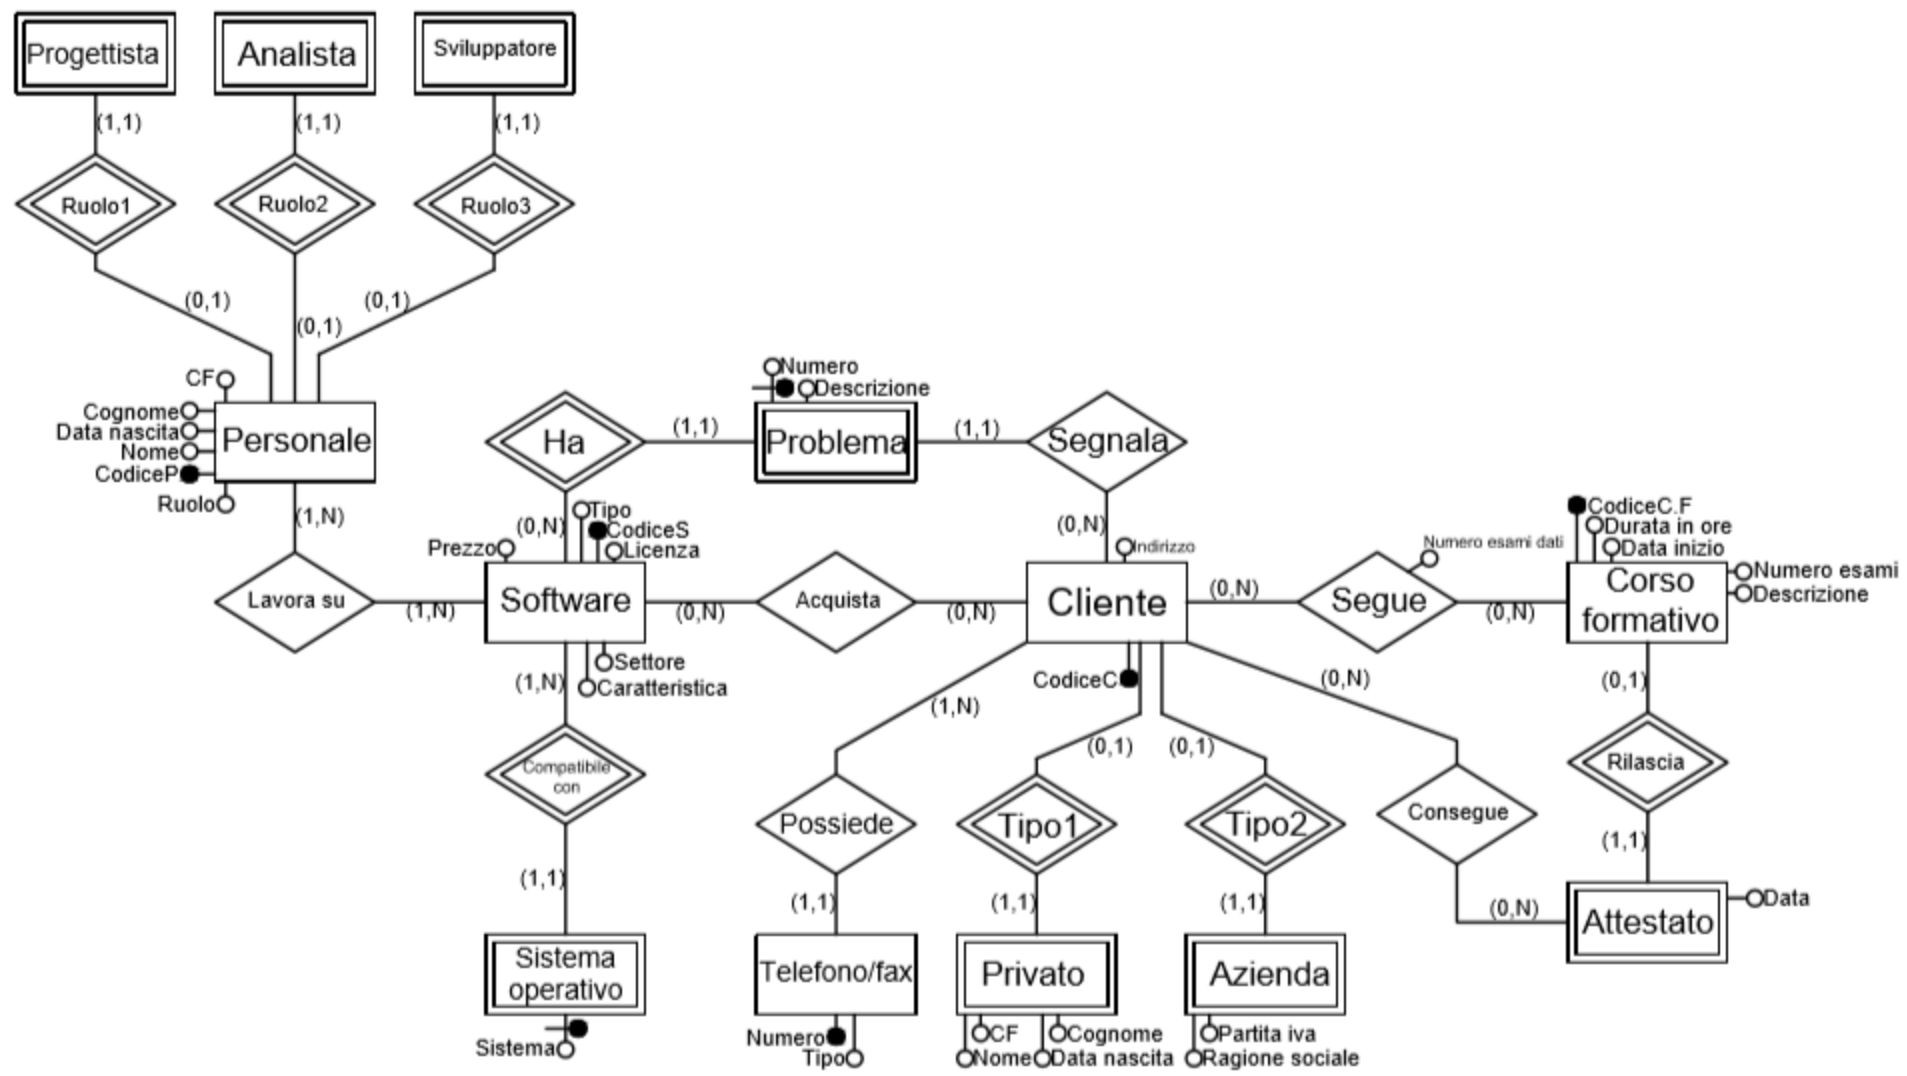 Progettista
Analista
Sviluppatore
(1,1)
(1,1)
(1,1)
Ruolo1
Ruolo2
Ruolo3
(0,1)
(0,1)
(0,1)
CF
Cognome
Data nascita
Nome
CodiceP
Ruolo
Personale
(1,N)
Lavora su
(1,N)
Ha
(1,1)
Numero
Descrizione
Problema
(1,1)
Segnala
(0,N)
(0,N)
Tipo
CodiceS
Licenza
Prezzo
Software
Settore
Caratteristica
(0,N)
Acquista
(0,N)
Indirizzo
Cliente
CodiceC
(0,N)
Numero esami dati
Segue
(0,N)
CodiceC.F
Durata in ore
Data inizio
Corso
formativo
Numero esami
Descrizione
(1,N)
Compatibile
con
(1,1)
Sistema
operativo
Sistema
(1,N)
Possiede
(1,1)
Telefono/fax
Numero
Tipo
(0,1)
Tipo1
(1,1)
Privato
CF
Cognome
Nome
Data nascita
(0,1)
Tipo2
(1,1)
Azienda
Partita iva
Ragione sociale
(0,N)
Consegue
(0,N)
(0,1)
Rilascia
(1,1)
Attestato
Data